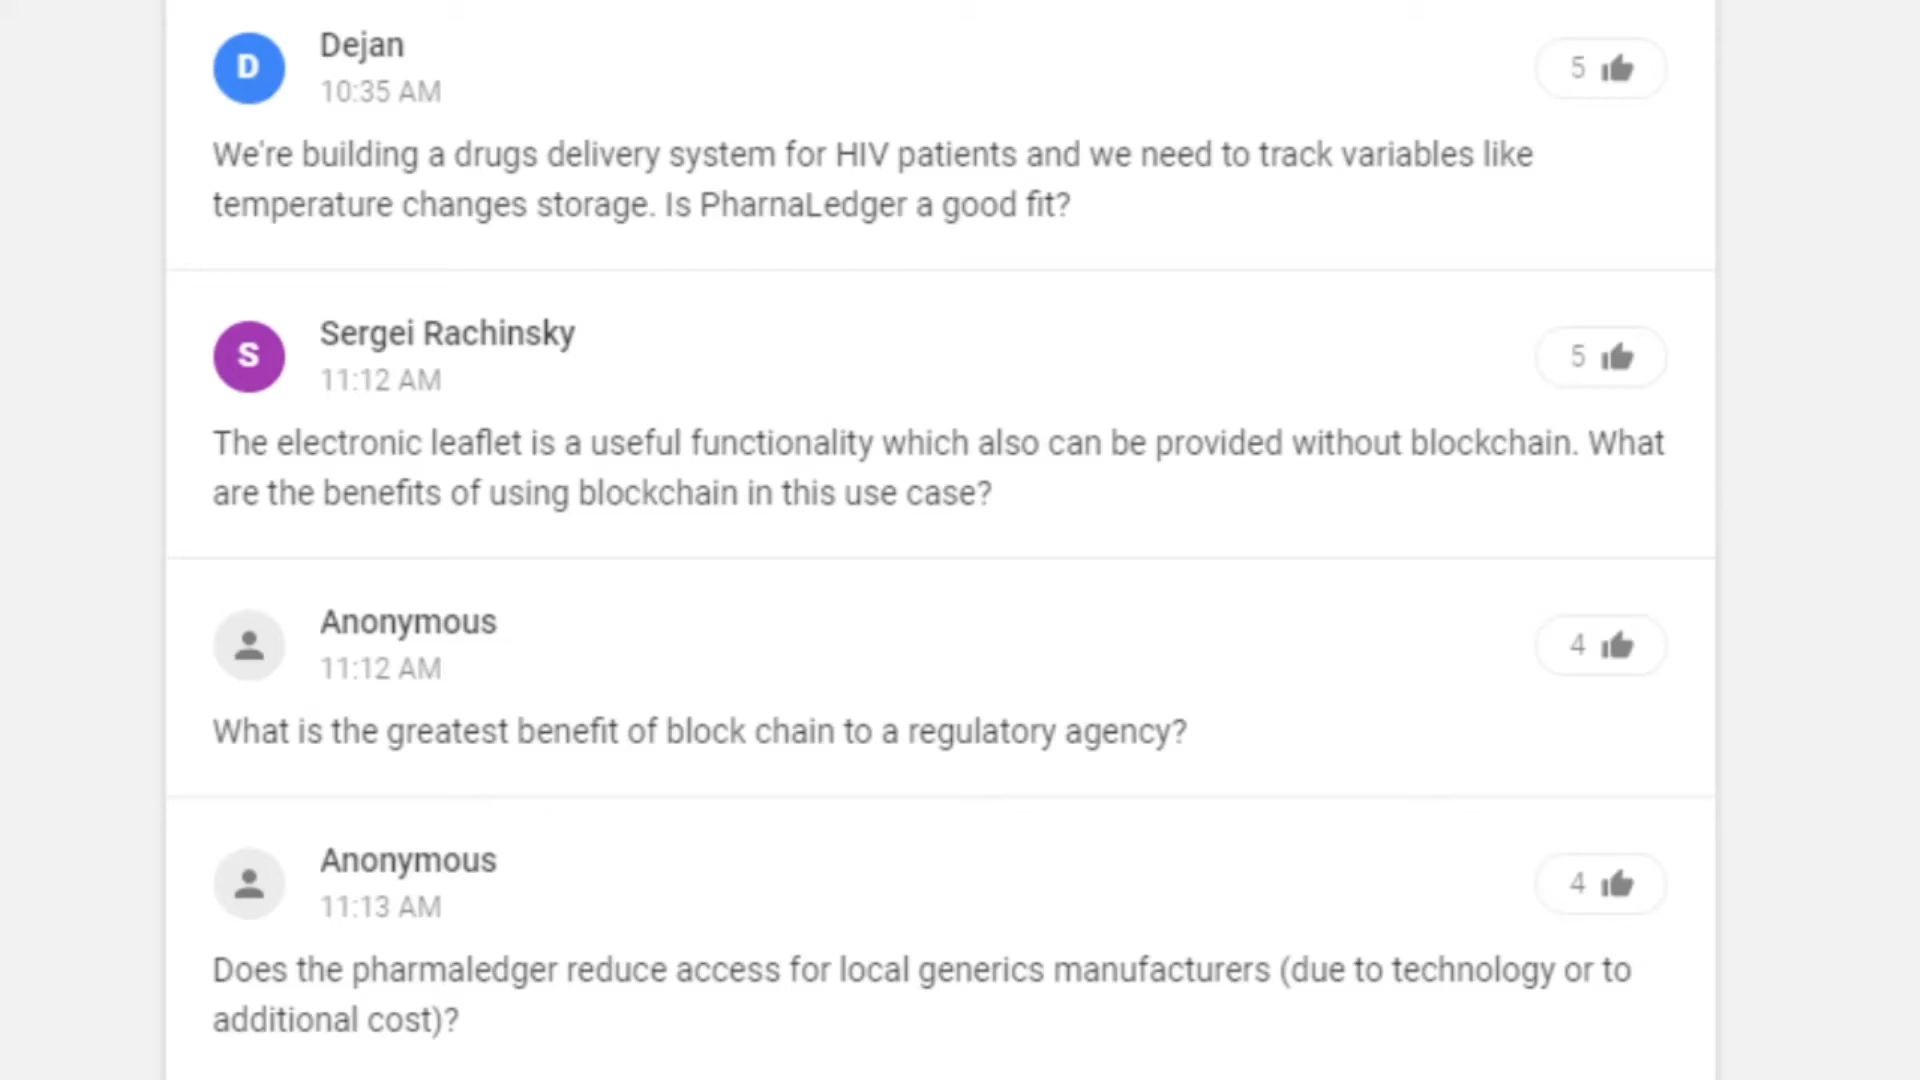 D
Dejan
10:35 AM
5
We're building a drugs delivery system for HIV patients and we need to track variables like
temperature changes storage. Is PharnaLedger a good fit?
S
Sergei Rachinsky
11:12 AM
5
The electronic leaflet is a useful functionality which also can be provided without blockchain. What
are the benefits of using blockchain in this use case?
Anonymous
11:12 AM
4
What is the greatest benefit of block chain to a regulatory agency?
Anonymous
11:13 AM
4
Does the pharmaledger reduce access for local generics manufacturers (due to technology or to
additional cost)?